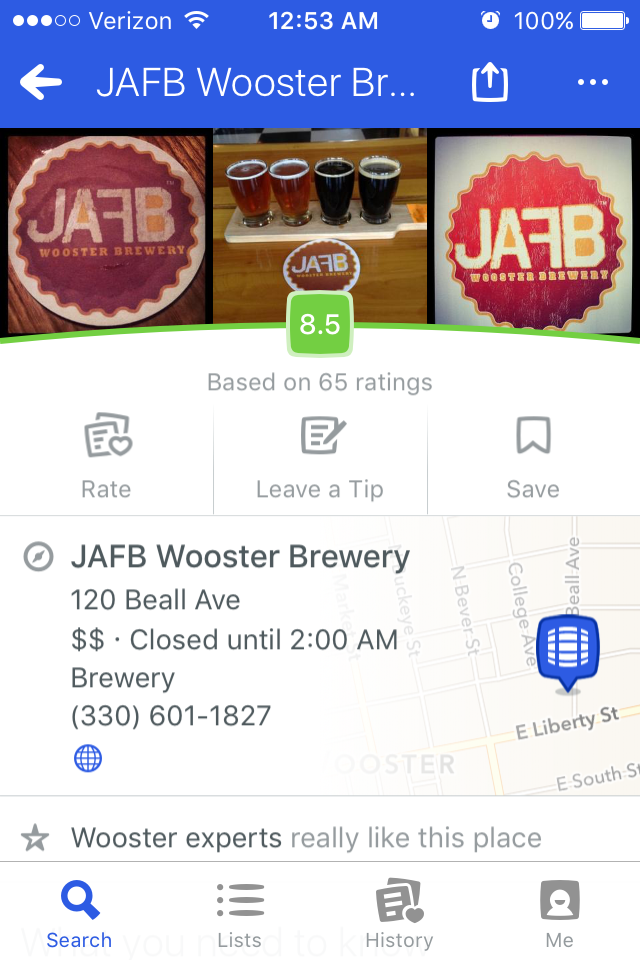 Verizon 12:53 AM 100%
JAFB Wooster Br...
JAFB
WOOSTER BREWERY
JAFB
WOOSTER BREWERY
JAFB
WOOSTER BREWERY
8.5
Based on 65 ratings
Rate
Leave a Tip
Save
JAFB Wooster Brewery
120 Beall Ave
$$ · Closed until 2:00 AM
Brewery
(330) 601-1827
Market St
Buckeye St
N Bever St
College Ave
Beall Ave
E Liberty St
OOSTER
E South St
Wooster experts really like this place
What you need to know
Search
Lists
History
Me